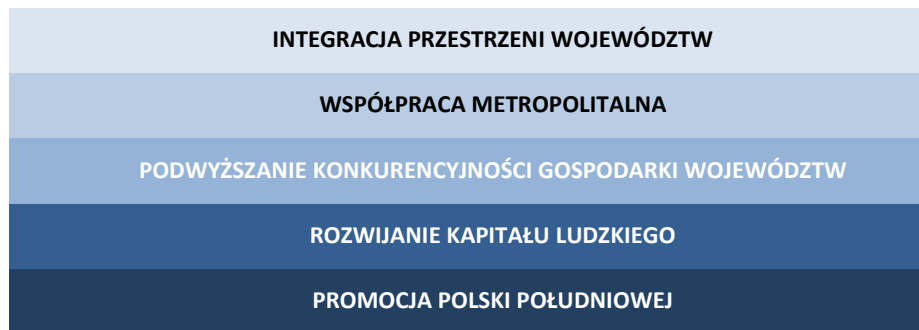 INTEGRACJA PRZESTRZENI WOJEWÓDZTW
WSPÓŁPRACA METROPOLITALNA
PODWYŻSZANIE KONKURENCYJNOŚCI GOSPODARKI WOJEWÓDZTW
ROZWIJANIE KAPITAŁU LUDZKIEGO
PROMOCJA POLSKI POŁUDNIOWEJ